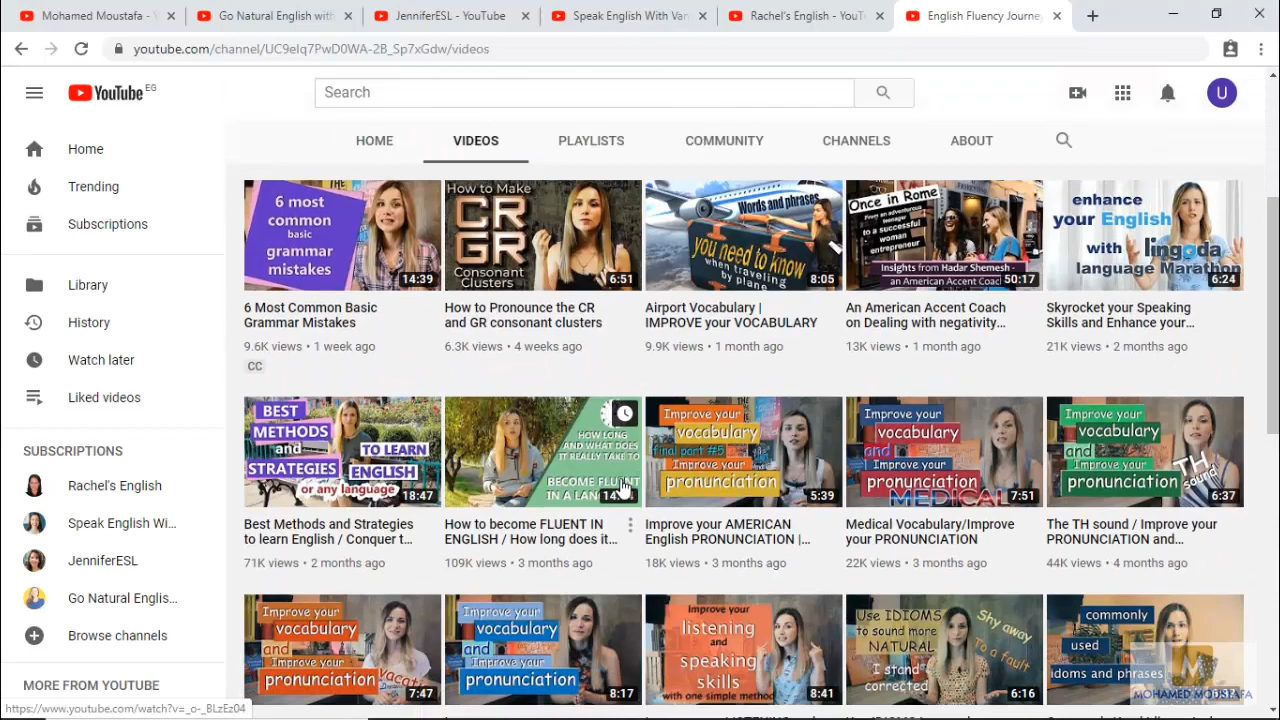 Mohamed Moustafa -
Go Natural English with
JenniferESL - YouTube
Speak English With Van
Rachel's English - YouT
English Fluency Journe
youtube.com/channel/UC9elq7PwD0WA-2B_Sp7xGdw/videos
YouTube EG
Search
U
HOME
VIDEOS
PLAYLISTS
COMMUNITY
CHANNELS
ABOUT
Home
Trending
Subscriptions
Library
History
Watch later
Liked videos
SUBSCRIPTIONS
Rachel's English
Speak English Wi...
JenniferESL
Go Natural Englis...
Browse channels
MORE FROM YOUTUBE
https://www.youtube.com/watch?v=_o-_BLzEz04
6 most
common
basic
grammar
mistakes
14:39
6 Most Common Basic
Grammar Mistakes
9.6K views • 1 week ago
CC
How to Make
CR
GR
Consonant
Clusters
6:51
How to Pronounce the CR
and GR consonant clusters
6.3K views • 4 weeks ago
Words and phrases
you need to know
when traveling
by plane
8:05
Airport Vocabulary |
IMPROVE your VOCABULARY
9.9K views • 1 month ago
Once in Rome
From an adventurous
teenager
to a successful
woman
entrepreneur
Insights from Hadar Shemesh -
an American Accent Coach
50:17
An American Accent Coach
on Dealing with negativity...
13K views • 1 month ago
enhance
your English
with lingoda
language Marathon
6:24
Skyrocket your Speaking
Skills and Enhance your...
21K views • 2 months ago
BEST
METHODS
and
STRATEGIES
TO LEARN
ENGLISH
or any language
18:47
Best Methods and Strategies
to learn English / Conquer t...
71K views • 2 months ago
HOW LONG
AND WHAT DOES
IT REALLY TAKE TO
BECOME FLUENT
IN A
How to become FLUENT IN
ENGLISH / How long does it...
109K views • 3 months ago
Improve your
vocabulary
final part #5
Improve your
pronunciation
5:39
Improve your AMERICAN
English PRONUNCIATION |...
18K views • 3 months ago
Improve your
vocabulary
and
Improve your
pronunciation
MEDICAL
7:51
Medical Vocabulary/Improve
your PRONUNCIATION
22K views • 3 months ago
Improve your
vocabulary
and
Improve your
pronunciation
TH
sound
6:37
The TH sound / Improve your
PRONUNCIATION and...
44K views • 4 months ago
Improve your
vocabulary
and
Improve your
pronunciation
7:47
Improve your
vocabulary
and
Improve your
pronunciation
8:17
Improve your
listening
and
speaking
skills
with one simple method
8:41
Use IDIOMS
to sound more
NATURAL
I stand
corrected
Shy away
To a fault
6:16
commonly
used
idioms and phrases
MOHAMED MOUSTAFA